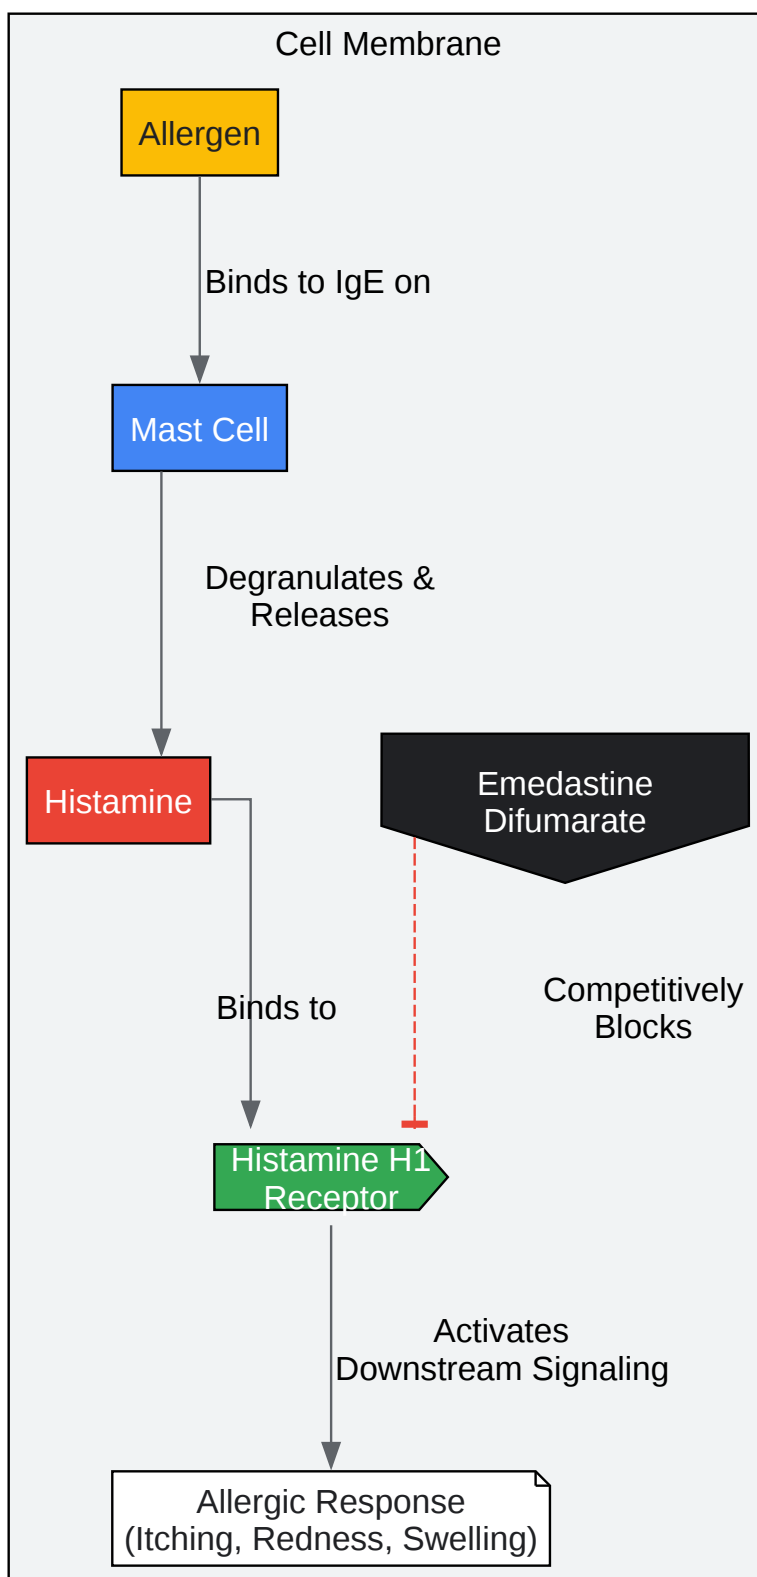 Cell Membrane
Allergen
Binds to IgE on
Mast Cell
Degranulates &
Releases
Histamine
Emedastine
Difumarate
Competitively
Blocks
Binds to
Histamine H1
Receptor
Activates
Downstream Signaling
Allergic Response
(Itching, Redness, Swelling)